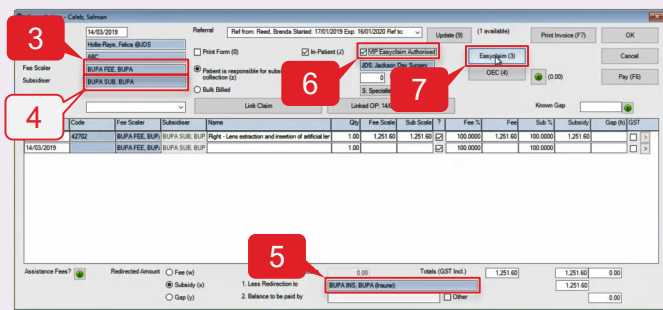 - Caleb, Salman
14/03/2019 Referral Ref from: Reed, Brenda Started: 17/01/2019 Exp: 16/01/2020 Ref to: Update (9) (1 available) Print Invoice (F7) OK
3
Hollie-Raye, Felica @JDS
ABC
Print Form (0) In-Patient (J) VIP Easyclaim Authorised Easyclaim (3) Cancel
Fee Scaler BUPA FEE, BUPA
Patient is responsible for subs
collection (z)
JDS, Jackson Day Surgery
OEC (4) (0.00) Pay (F6)
Subsidiser BUPA SUB, BUPA
6
0
7
4
Bulk Billed S: Specialis
Link Claim Linked OP: 14/0 Known Gap
Code Fee Scaler Subsidiser Name Qty Fee Scale Sub Scale ? Fee % Fee Sub % Subsidy Gap (h) GST
42702 BUPA FEE, BUP BUPA SUB, BUP Right - Lens extraction and insertion of artificial ler 1.00 1,251.60 1,251.60 100.0000 1,251.60 100.0000 1,251.60 >
14/03/2019 BUPA FEE, BUP BUPA SUB, BUP 1.00 100.0000 100.0000 >
5
Assistance Fees? Redirected Amount Fee (w) 0.00 Totals (GST Incl.) 1,251.60 1,251.60 0.00
Subsidy (x) 1. Less Redirection to BUPA INS, BUPA (Insurer) 1,251.60
Gap (y) 2. Balance to be paid by Other 0.00